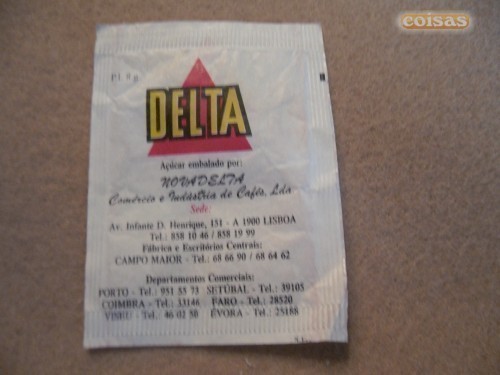 coisas
P1. 8 g
DELTA
Açúcar embalado por:
NOVADELTA
Comércio e Indústria de Cafés, Lda
Sede:
Av. Infante D. Henrique, 151 - A 1900 LISBOA
Tel.: 858 10 46 / 858 19 99
Fábrica e Escritórios Centrais:
CAMPO MAIOR - Tel.: 68 66 90 / 68 64 62
Departamentos Comerciais:
PORTO - Tel.: 951 55 73 SETÚBAL - Tel.: 39105
COIMBRA - Tel.: 33146 FARO - Tel.: 28520
VISEU - Tel.: 46 02 50 ÉVORA - Tel.: 25188